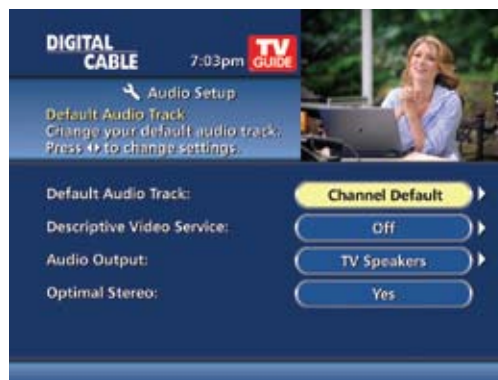 DIGITAL
CABLE
7:03pm
TV
GUIDE
Audio Setup
Default Audio Track
Change your default audio track.
Press ◂▸ to change settings.
Default Audio Track:
Channel Default
Descriptive Video Service:
Off
Audio Output:
TV Speakers
Optimal Stereo:
Yes